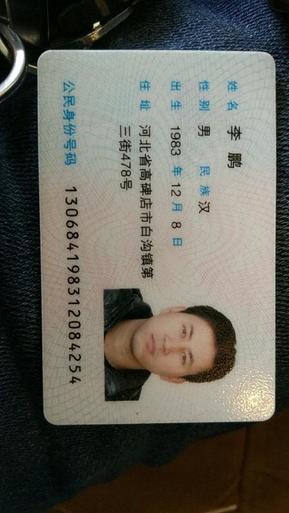 姓名 李鹏
性别 男 民族 汉
出生 1983 年 12 月 8 日
住址 河北省高碑店市白沟镇第
三街478号
公民身份号码 130684198312084254